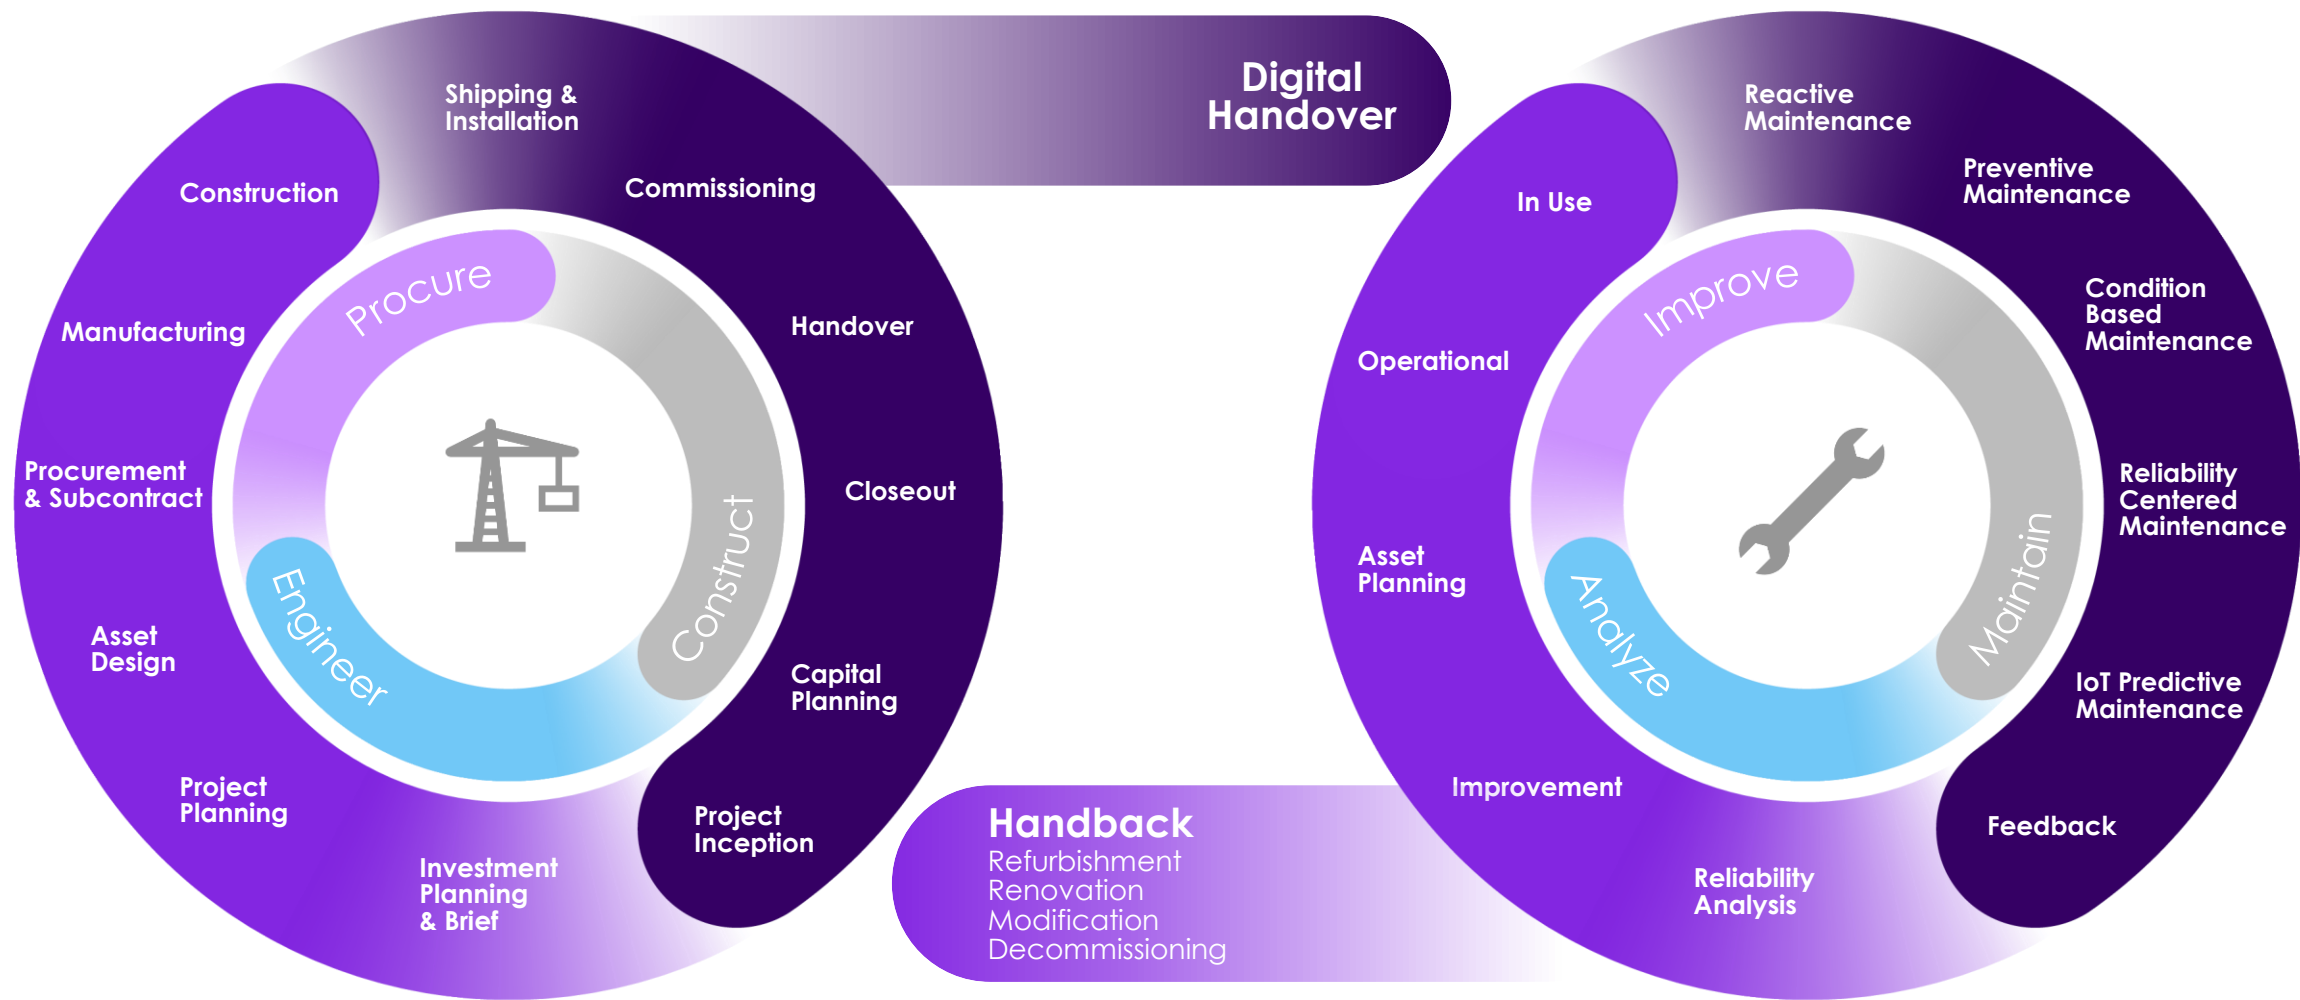 Shipping &
Installation
Commissioning
Construction
Manufacturing
Procurement
& Subcontract
Asset
Design
Project
Planning
Investment
Planning
& Brief
Project
Inception
Capital
Planning
Closeout
Handover
Procure
Engineer
Construct
Digital
Handover
Handback
Refurbishment
Renovation
Modification
Decommissioning
Reactive
Maintenance
Preventive
Maintenance
Condition
Based
Maintenance
Reliability
Centered
Maintenance
IoT Predictive
Maintenance
Feedback
Reliability
Analysis
Improvement
Asset
Planning
Operational
In Use
Improve
Analyze
Maintain